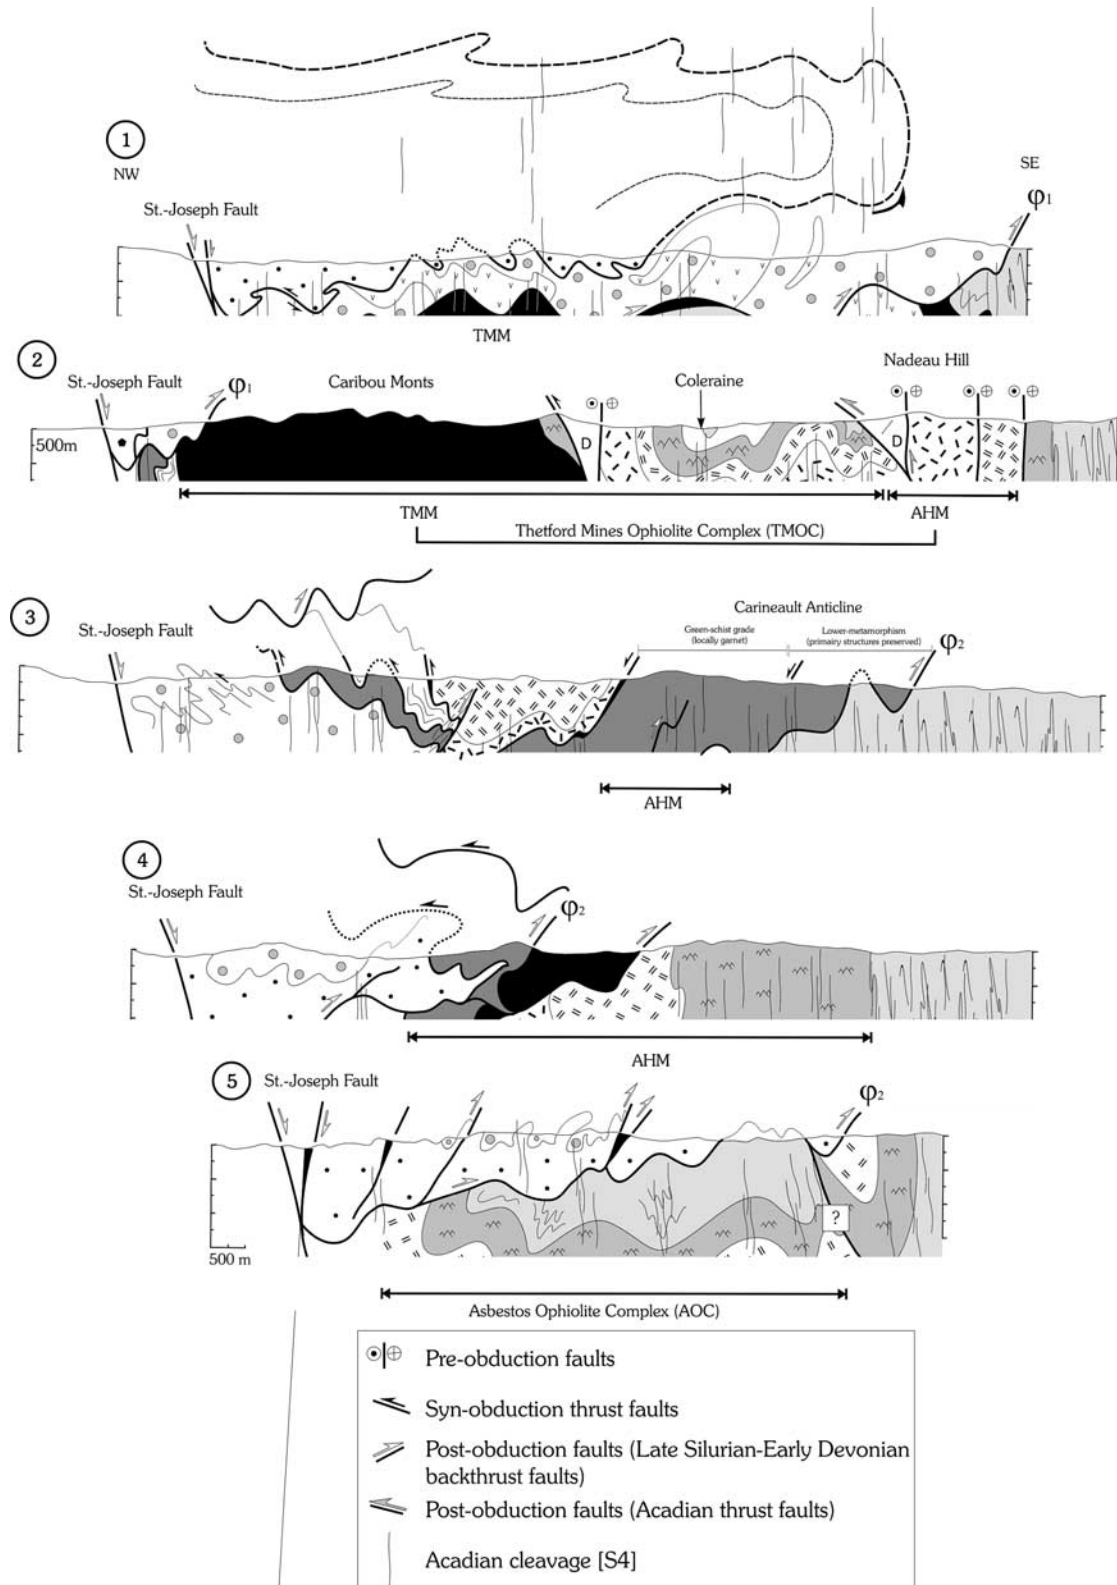 1
NW
SE
St.-Joseph Fault
φ1
TMM
2
St.-Joseph Fault
φ1
Caribou Monts
Coleraine
Nadeau Hill
500m
D
D
TMM
AHM
Thetford Mines Ophiolite Complex (TMOC)
3
St.-Joseph Fault
Carineault Anticline
Green-schist grade
(locally garnet)
Lower-metamorphism
(primairy structures preserved)
φ2
AHM
4
St.-Joseph Fault
φ2
AHM
5
St.-Joseph Fault
φ2
?
500 m
Asbestos Ophiolite Complex (AOC)
Pre-obduction faults
Syn-obduction thrust faults
Post-obduction faults (Late Silurian-Early Devonian
backthrust faults)
Post-obduction faults (Acadian thrust faults)
Acadian cleavage [S4]